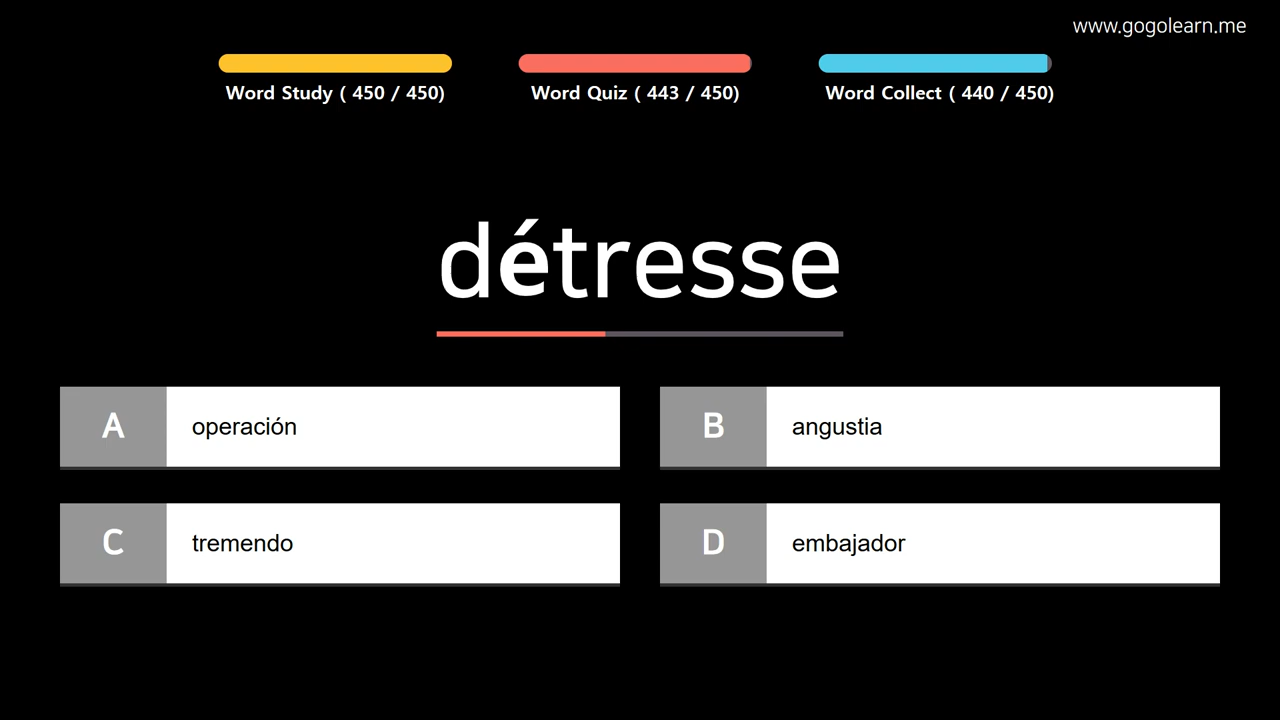 www.gogolearn.me
Word Study ( 450 / 450)
Word Quiz ( 443 / 450)
Word Collect ( 440 / 450)
détresse
A operación
B angustia
C tremendo
D embajador